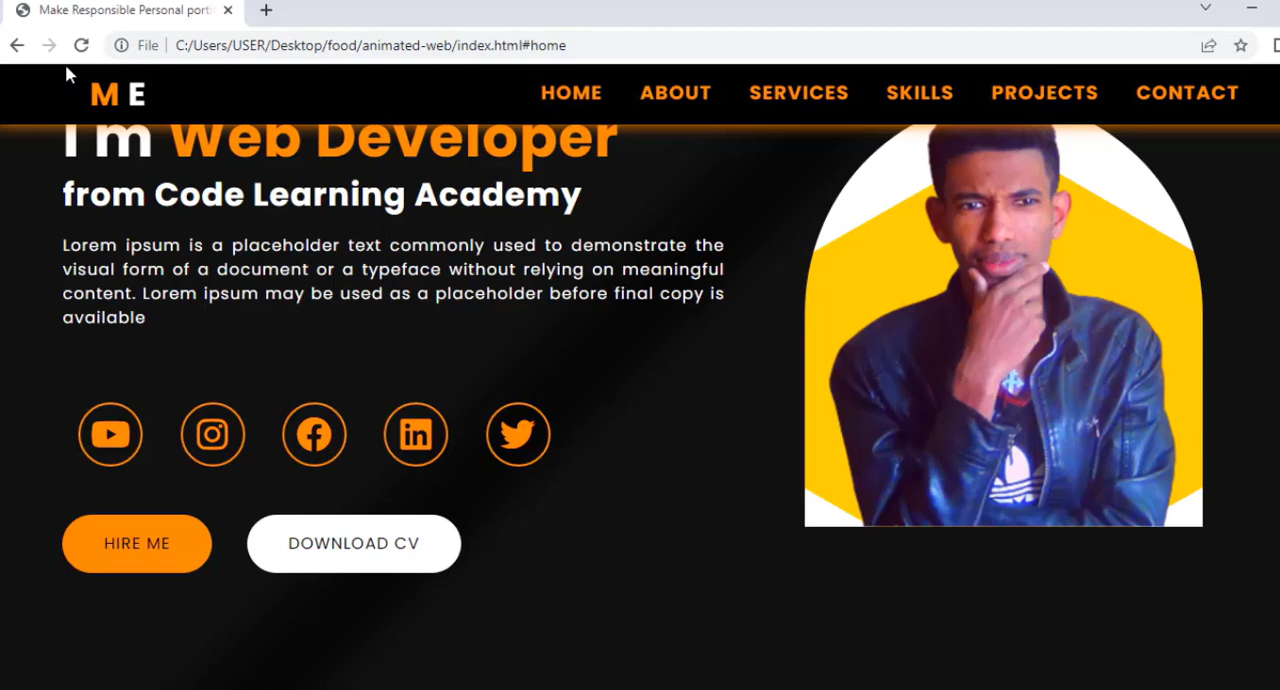 Make Responsible Personal port
File
C:/Users/USER/Desktop/food/animated-web/index.html#home
M E
HOME ABOUT SERVICES SKILLS PROJECTS CONTACT
I'm Web Developer
from Code Learning Academy
Lorem ipsum is a placeholder text commonly used to demonstrate the
visual form of a document or a typeface without relying on meaningful
content. Lorem ipsum may be used as a placeholder before final copy is
available
in
HIRE ME
DOWNLOAD CV